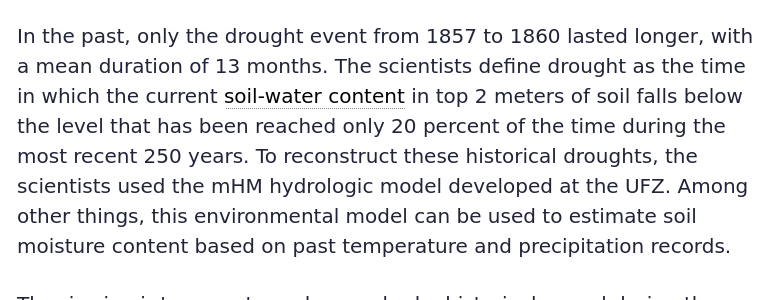 In the past, only the drought event from 1857 to 1860 lasted longer, with
a mean duration of 13 months. The scientists define drought as the time
in which the current soil-water content in top 2 meters of soil falls below
the level that has been reached only 20 percent of the time during the
most recent 250 years. To reconstruct these historical droughts, the
scientists used the mHM hydrologic model developed at the UFZ. Among
other things, this environmental model can be used to estimate soil
moisture content based on past temperature and precipitation records.